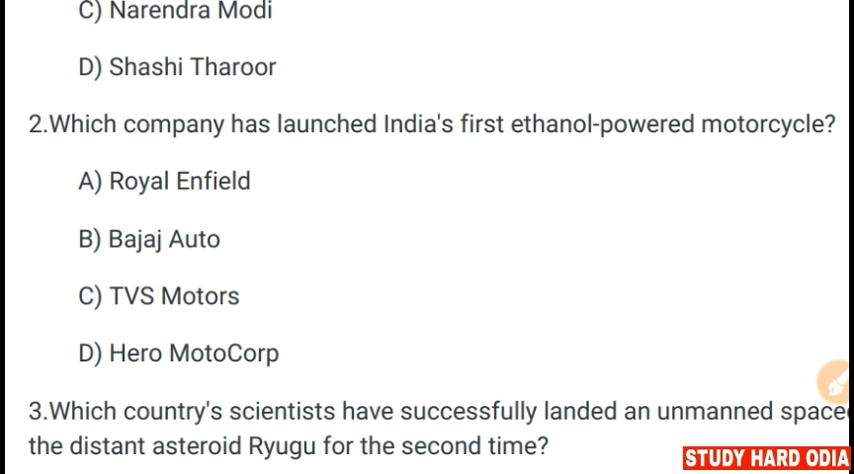 C) Narendra Modi
D) Shashi Tharoor
2.Which company has launched India's first ethanol-powered motorcycle?
A) Royal Enfield
B) Bajaj Auto
C) TVS Motors
D) Hero MotoCorp
3.Which country's scientists have successfully landed an unmanned space
the distant asteroid Ryugu for the second time?
STUDY HARD ODIA